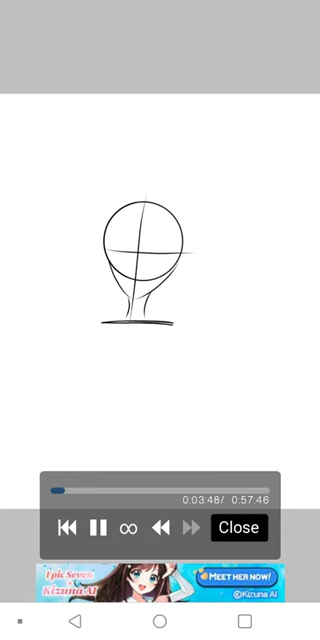 0:03:48/ 0:57:46
Close
Epic Seven
Kizuna AI
MEET HER NOW!
©Kizuna AI